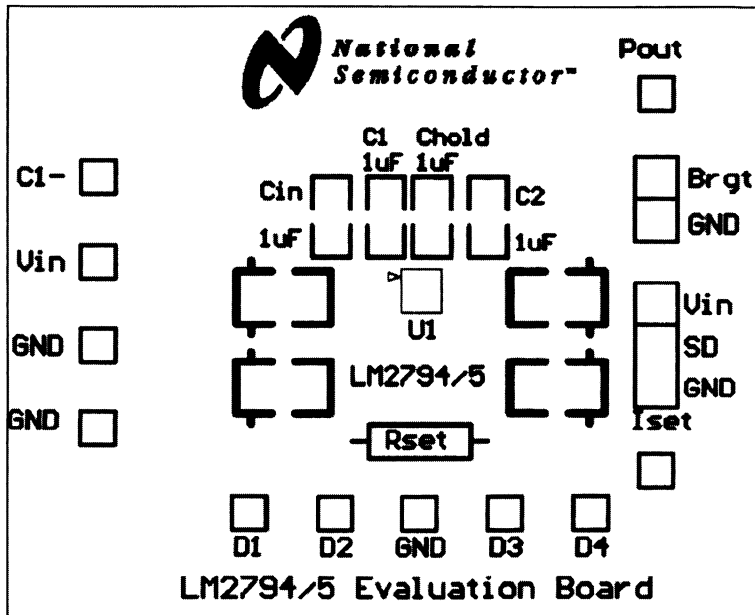 National
Semiconductor™
Pout
C1-
Vin
GND
GND
C1
1uF
Chold
1uF
Cin
C2
1uF
1uF
Brgt
GND
U1
Vin
SD
GND
LM2794/5
Iset
Rset
D1
D2
GND
D3
D4
LM2794/5 Evaluation Board